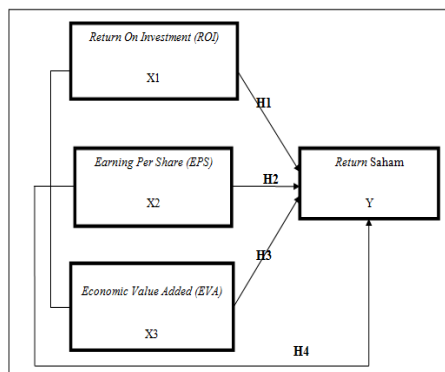 Return On Investment (ROI)
X1
H1
Earning Per Share (EPS)
X2
H2
Return Saham
Y
H3
Economic Value Added (EVA)
X3
H4